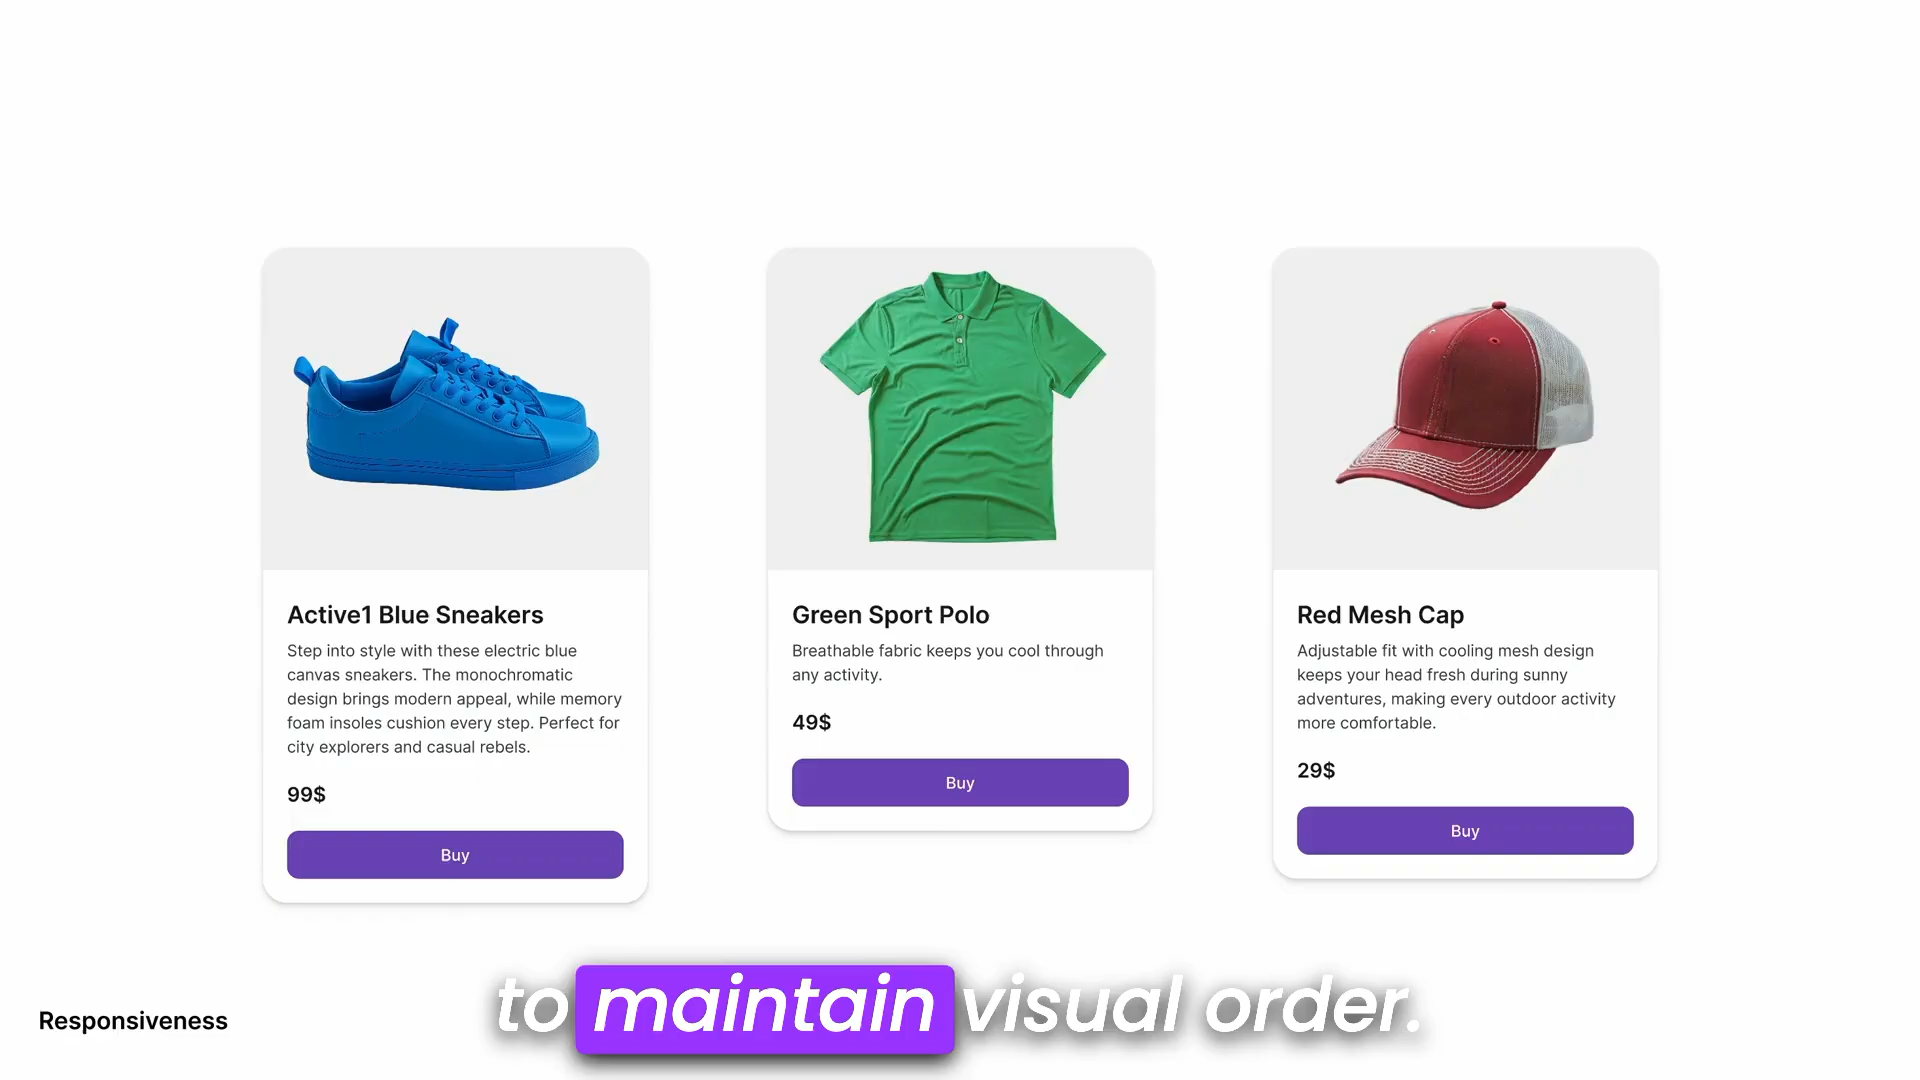 Active1 Blue Sneakers
Step into style with these electric blue
canvas sneakers. The monochromatic
design brings modern appeal, while memory
foam insoles cushion every step. Perfect for
city explorers and casual rebels.
99$
Buy
Green Sport Polo
Breathable fabric keeps you cool through
any activity.
49$
Buy
Red Mesh Cap
Adjustable fit with cooling mesh design
keeps your head fresh during sunny
adventures, making every outdoor activity
more comfortable.
29$
Buy
Responsiveness
to maintain visual order.